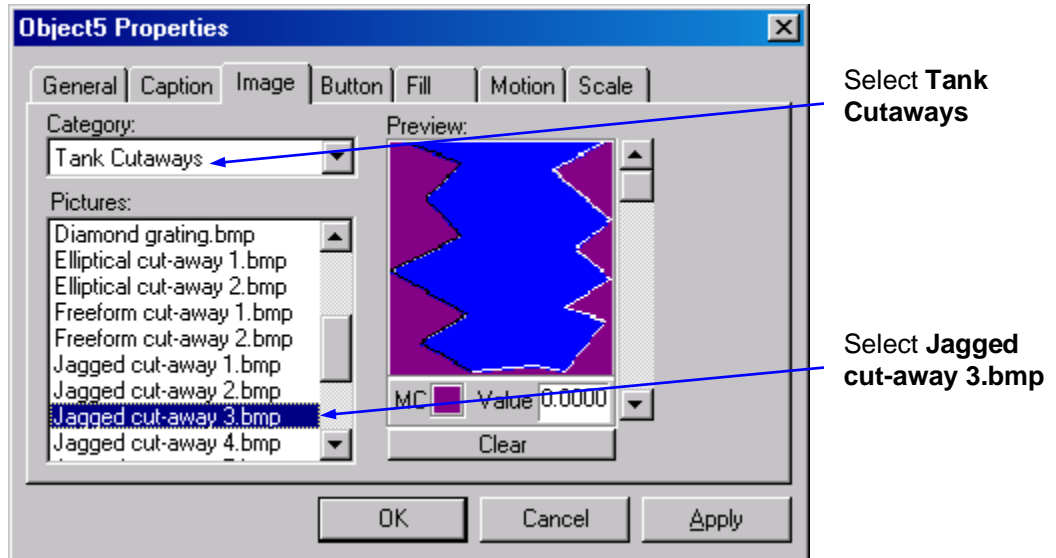 Object5 Properties
General Caption Image Button Fill Motion Scale
Category:
Tank Cutaways
Pictures:
Diamond grating.bmp
Elliptical cut-away 1.bmp
Elliptical cut-away 2.bmp
Freeform cut-away 1.bmp
Freeform cut-away 2.bmp
Jagged cut-away 1.bmp
Jagged cut-away 2.bmp
Jagged cut-away 3.bmp
Jagged cut-away 4.bmp
Preview:
MC Value 0.0000
Clear
OK Cancel Apply
Select Tank
Cutaways
Select Jagged
cut-away 3.bmp